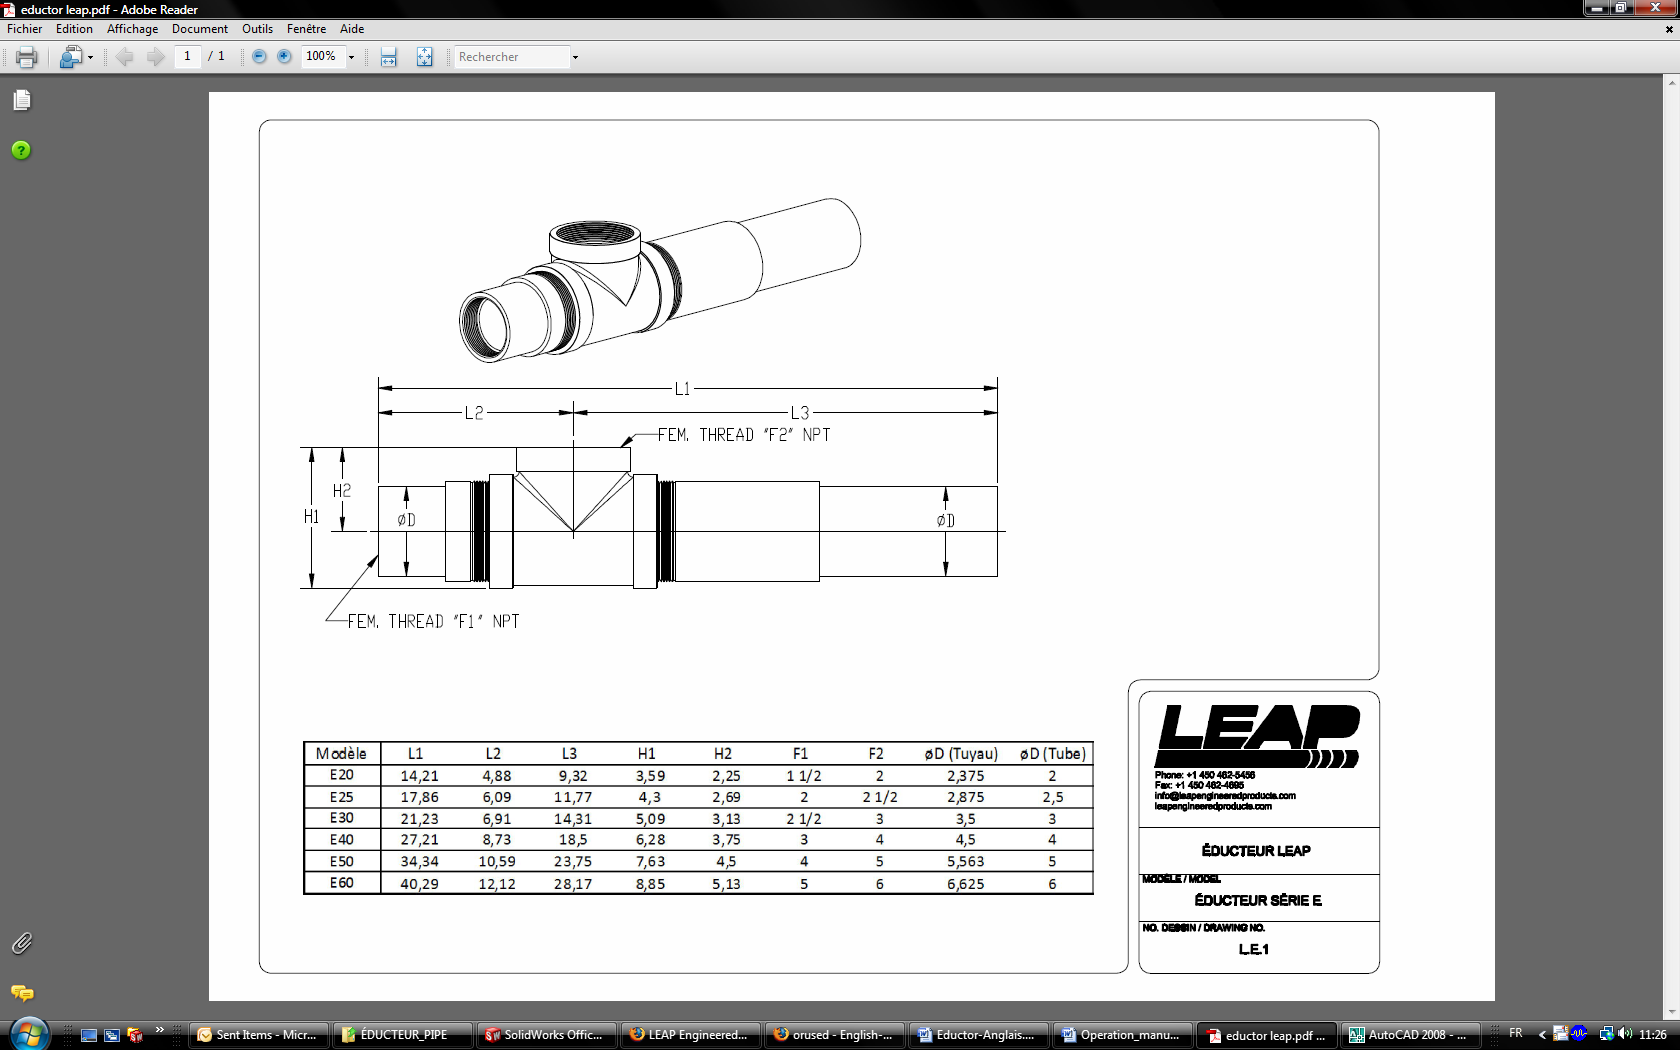 eductor leap.pdf - Adobe Reader
Fichier Edition Affichage Document Outils Fenêtre Aide
1 / 1 100% Rechercher
L1
L2 L3
FEM. THREAD "F2" NPT
H2
H1
øD øD
FEM. THREAD "F1" NPT
Modèle L1 L2 L3 H1 H2 F1 F2 øD (Tuyau) øD (Tube)
E20 14,21 4,88 9,32 3,59 2,25 1 1/2 2 2,375 2
E25 17,86 6,09 11,77 4,3 2,69 2 2 1/2 2,875 2,5
E30 21,23 6,91 14,31 5,09 3,13 2 1/2 3 3,5 3
E40 27,21 8,73 18,5 6,28 3,75 3 4 4,5 4
E50 34,34 10,59 23,75 7,63 4,5 4 5 5,563 5
E60 40,29 12,12 28,17 8,85 5,13 5 6 6,625 6
LEAP
Phone: +1 450 462-5456
Fax: +1 450 462-4695
info@leapengineeredproducts.com
leapengineeredproducts.com
ÉDUCTEUR LEAP
MODÈLE / MODEL
ÉDUCTEUR SÉRIE E
NO. DESSIN / DRAWING NO.
L.E.1
Sent Items - Micr... ÉDUCTEUR_PIPE SolidWorks Offic... LEAP Engineered... orused - English-... Eductor-Anglais.... Operation_manu... eductor leap.pdf ... AutoCAD 2008 - ... FR 11:26